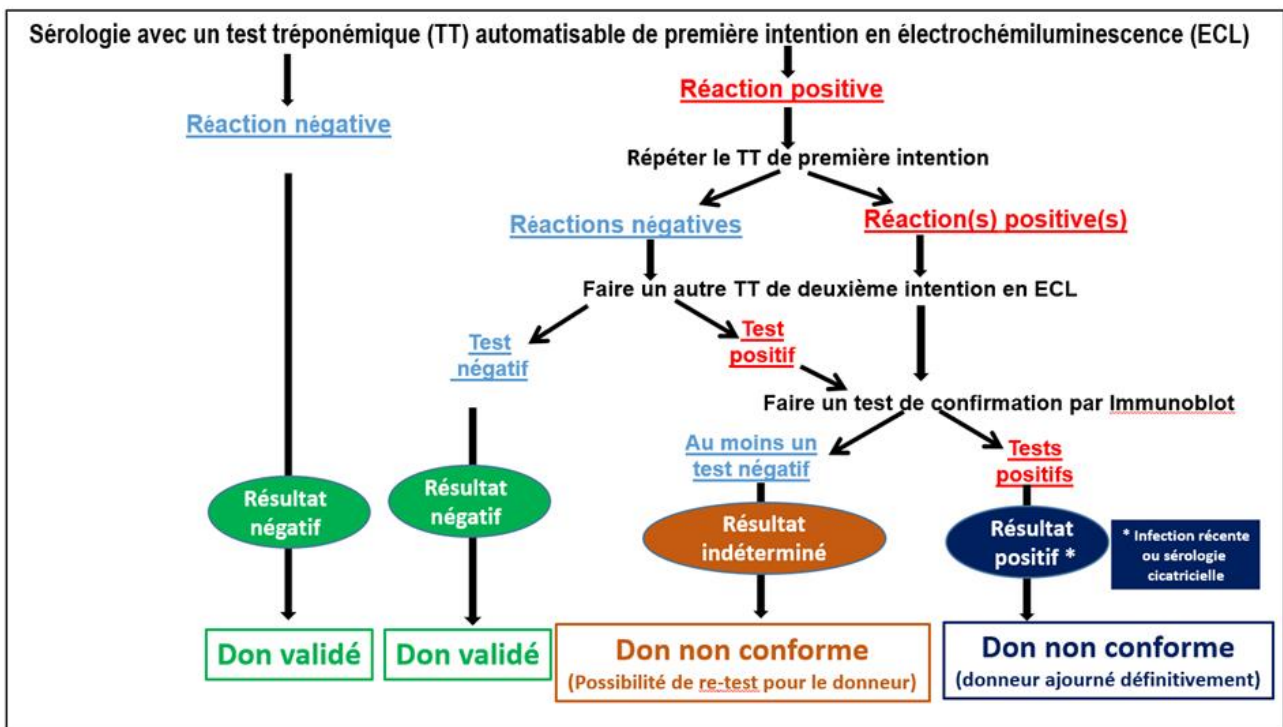 Sérologie avec un test tréponémique (TT) automatisable de première intention en électrochémiluminescence (ECL)
Réaction positive
Réaction négative
Répéter le TT de première intention
Réactions négatives
Réaction(s) positive(s)
Faire un autre TT de deuxième intention en ECL
Test
négatif
Test
positif
Faire un test de confirmation par Immunoblot
Au moins un
test négatif
Tests
positifs
Résultat
négatif
Résultat
négatif
Résultat
indéterminé
Résultat
positif *
* Infection récente
ou sérologie
cicatricielle
Don validé
Don validé
Don non conforme
(Possibilité de re-test pour le donneur)
Don non conforme
(donneur ajourné définitivement)